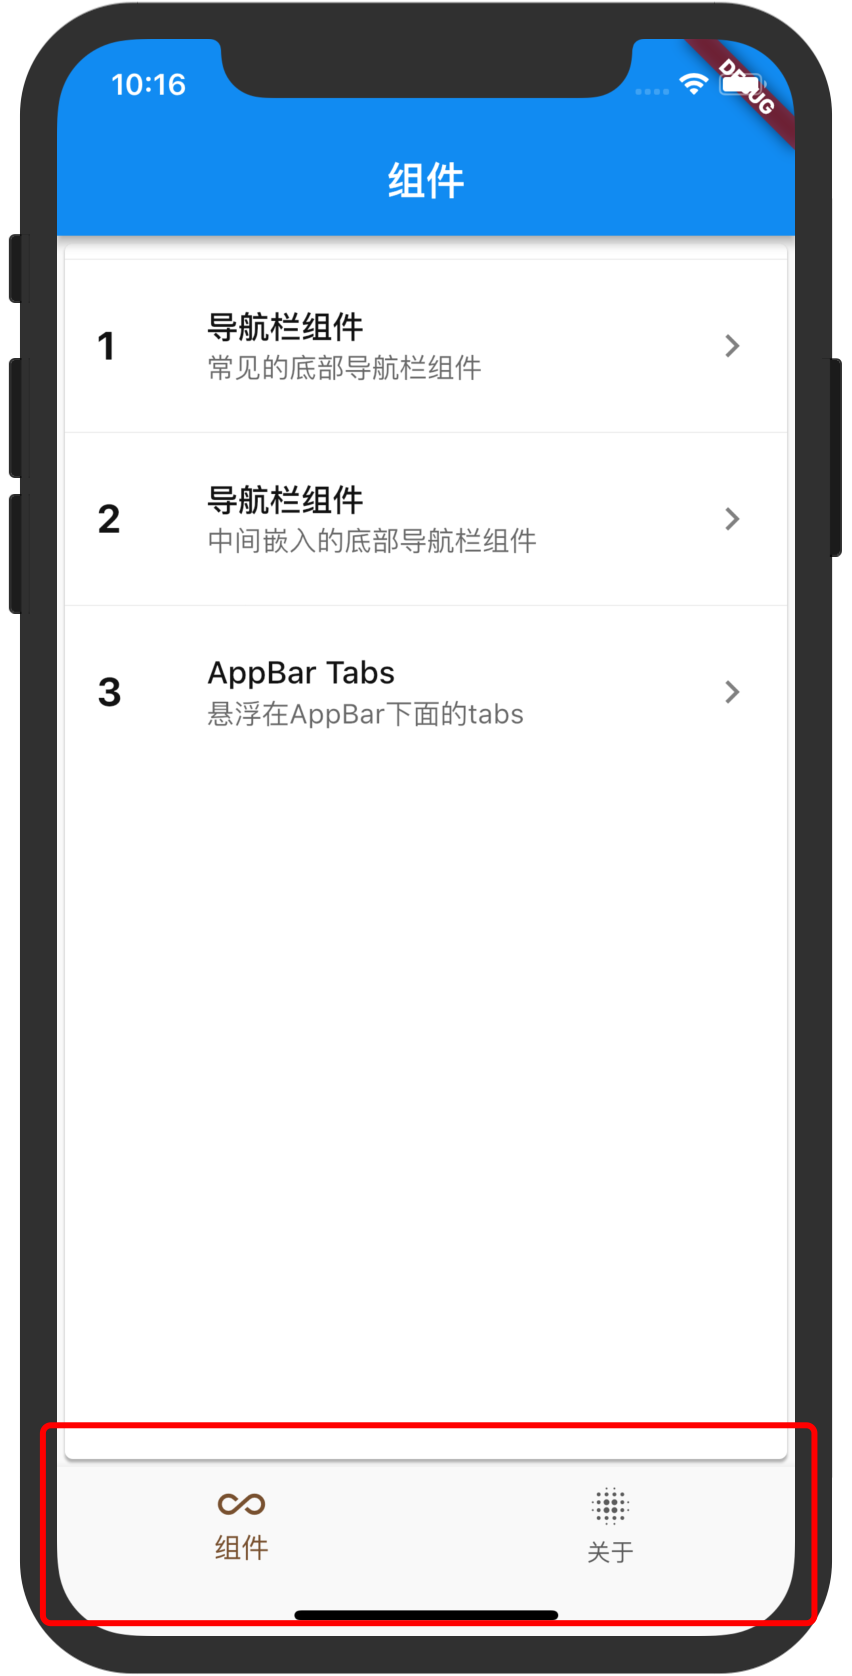 10:16
DEBUG
组件
1
导航栏组件
常见的底部导航栏组件
2
导航栏组件
中间嵌入的底部导航栏组件
3
AppBar Tabs
悬浮在AppBar下面的tabs
组件
关于